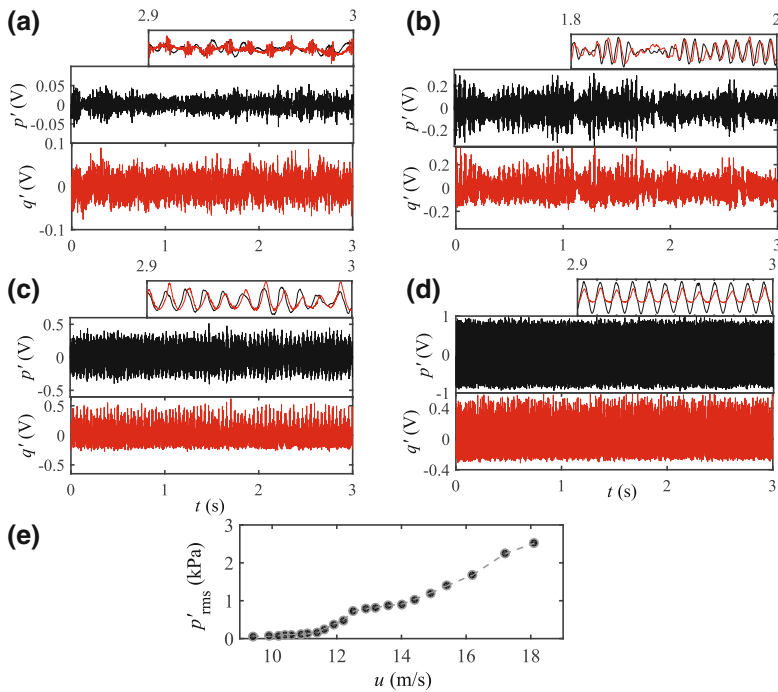 (a)
2.9 3
0.05
0
-0.05
p′ (V)
0.1
0
-0.1
q′ (V)
0 1 2 3
(b)
1.8 2
0.2
0
-0.2
p′ (V)
0.2
0
-0.2
q′ (V)
0 1 2 3
(c)
2.9 3
0.5
0
-0.5
p′ (V)
0.5
0
-0.5
q′ (V)
0 1 2 3
t (s)
(d)
2.9 3
1
0
-1
p′ (V)
0.4
0
-0.4
q′ (V)
0 1 2 3
t (s)
(e)
3
2
1
0
p′rms (kPa)
10 12 14 16 18
u (m/s)